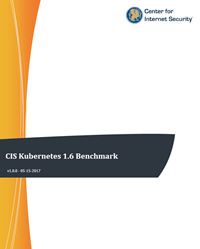 Center for
Internet Security
CIS Kubernetes 1.6 Benchmark
v1.0.0 - 05-11-2017